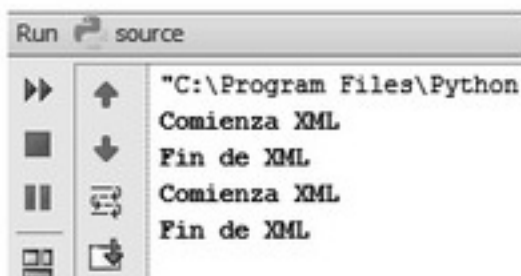 Run source
"C:\Program Files\Python
Comienza XML
Fin de XML
Comienza XML
Fin de XML